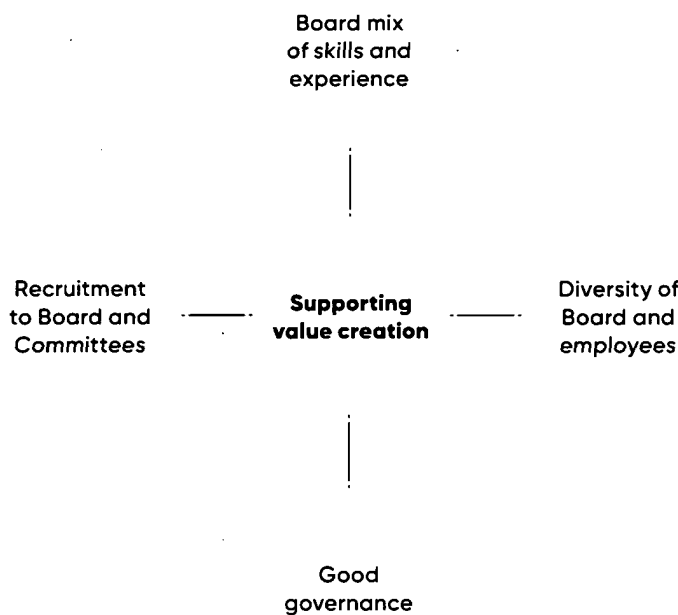 Board mix
of skills and
experience
Recruitment
to Board and
Committees
Supporting
value creation
Diversity of
Board and
employees
Good
governance